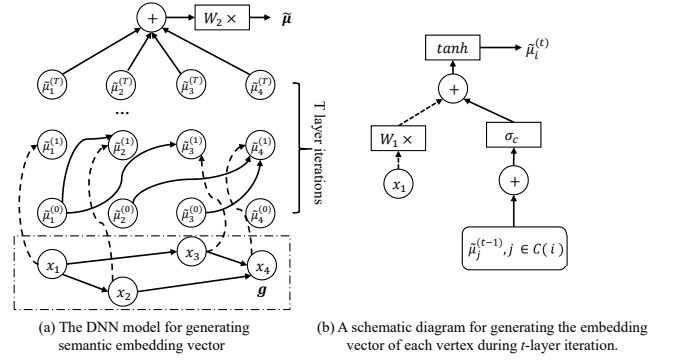 +
W₂ ×
μ̃
μ̃₁⁽ᵀ⁾
μ̃₂⁽ᵀ⁾
μ̃₃⁽ᵀ⁾
μ̃₄⁽ᵀ⁾
...
μ̃₁⁽¹⁾
μ̃₂⁽¹⁾
μ̃₃⁽¹⁾
μ̃₄⁽¹⁾
μ̃₁⁽⁰⁾
μ̃₂⁽⁰⁾
μ̃₃⁽⁰⁾
μ̃₄⁽⁰⁾
T layer iterations
x₁
x₂
x₃
x₄
g
(a) The DNN model for generating
semantic embedding vector
tanh
μ̃ᵢ⁽ᵗ⁾
+
W₁ ×
σ_c
x₁
+
μ̃ⱼ⁽ᵗ⁻¹⁾, j ∈ C(i)
(b) A schematic diagram for generating the embedding
vector of each vertex during t-layer iteration.